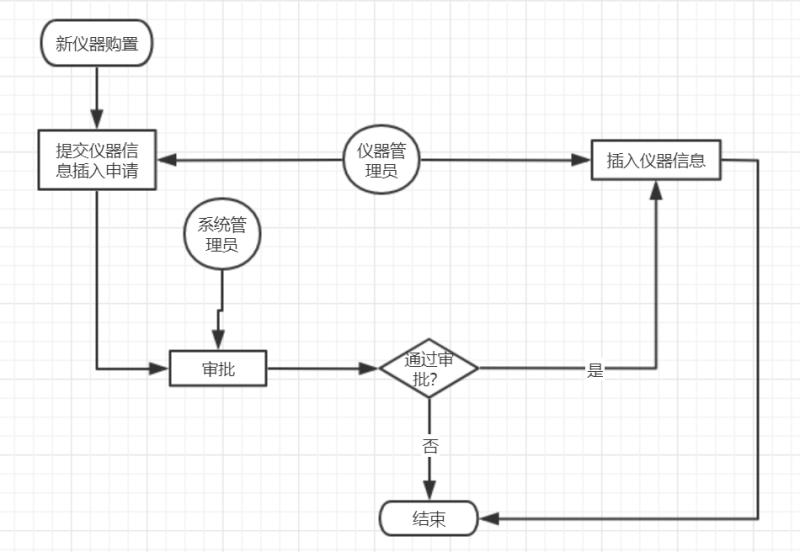 新仪器购置
提交仪器信
息插入申请
仪器管
理员
插入仪器信息
系统管
理员
审批
通过审
批?
是
否
结束